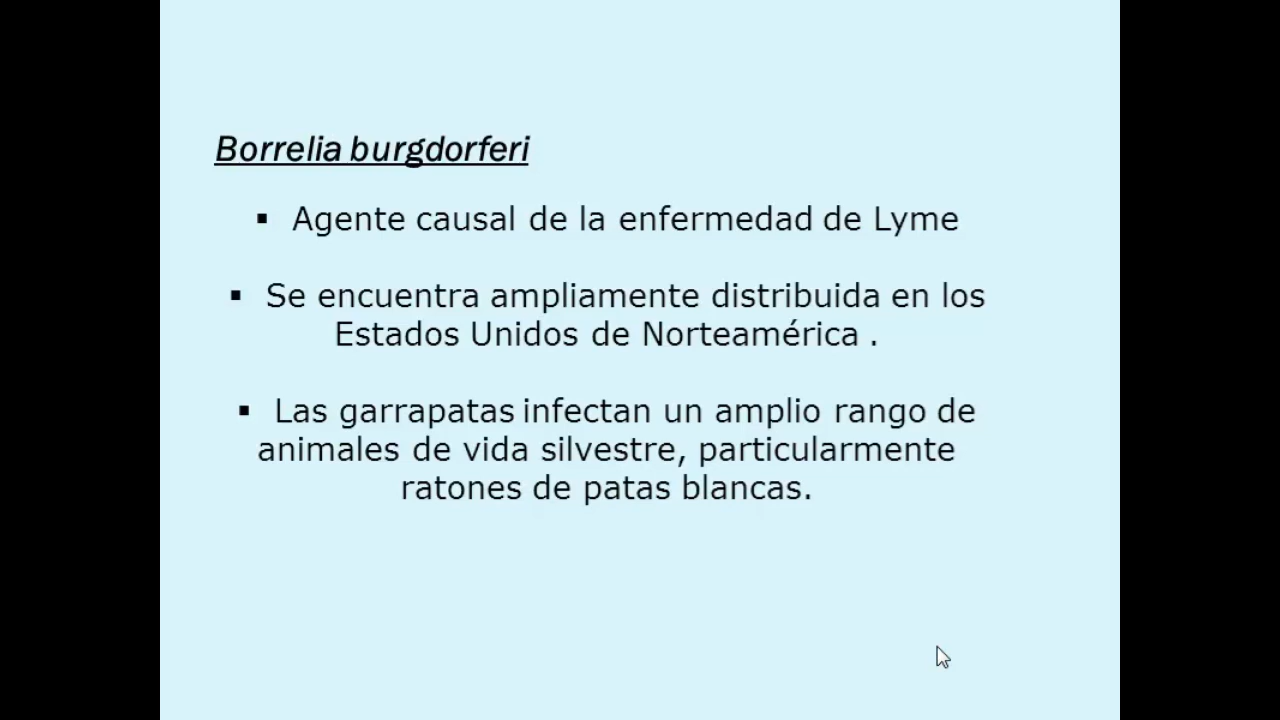 Borrelia burgdorferi
▪ Agente causal de la enfermedad de Lyme
▪ Se encuentra ampliamente distribuida en los
Estados Unidos de Norteamérica .
▪ Las garrapatas infectan un amplio rango de
animales de vida silvestre, particularmente
ratones de patas blancas.